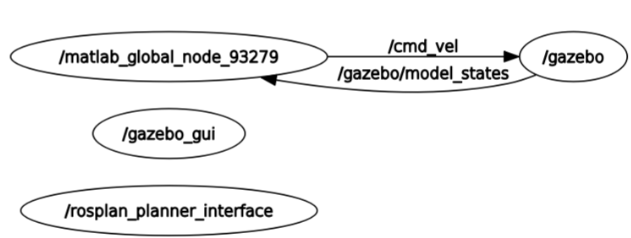 /cmd_vel
/matlab_global_node_93279
/gazebo
/gazebo/model_states
/gazebo_gui
/rosplan_planner_interface